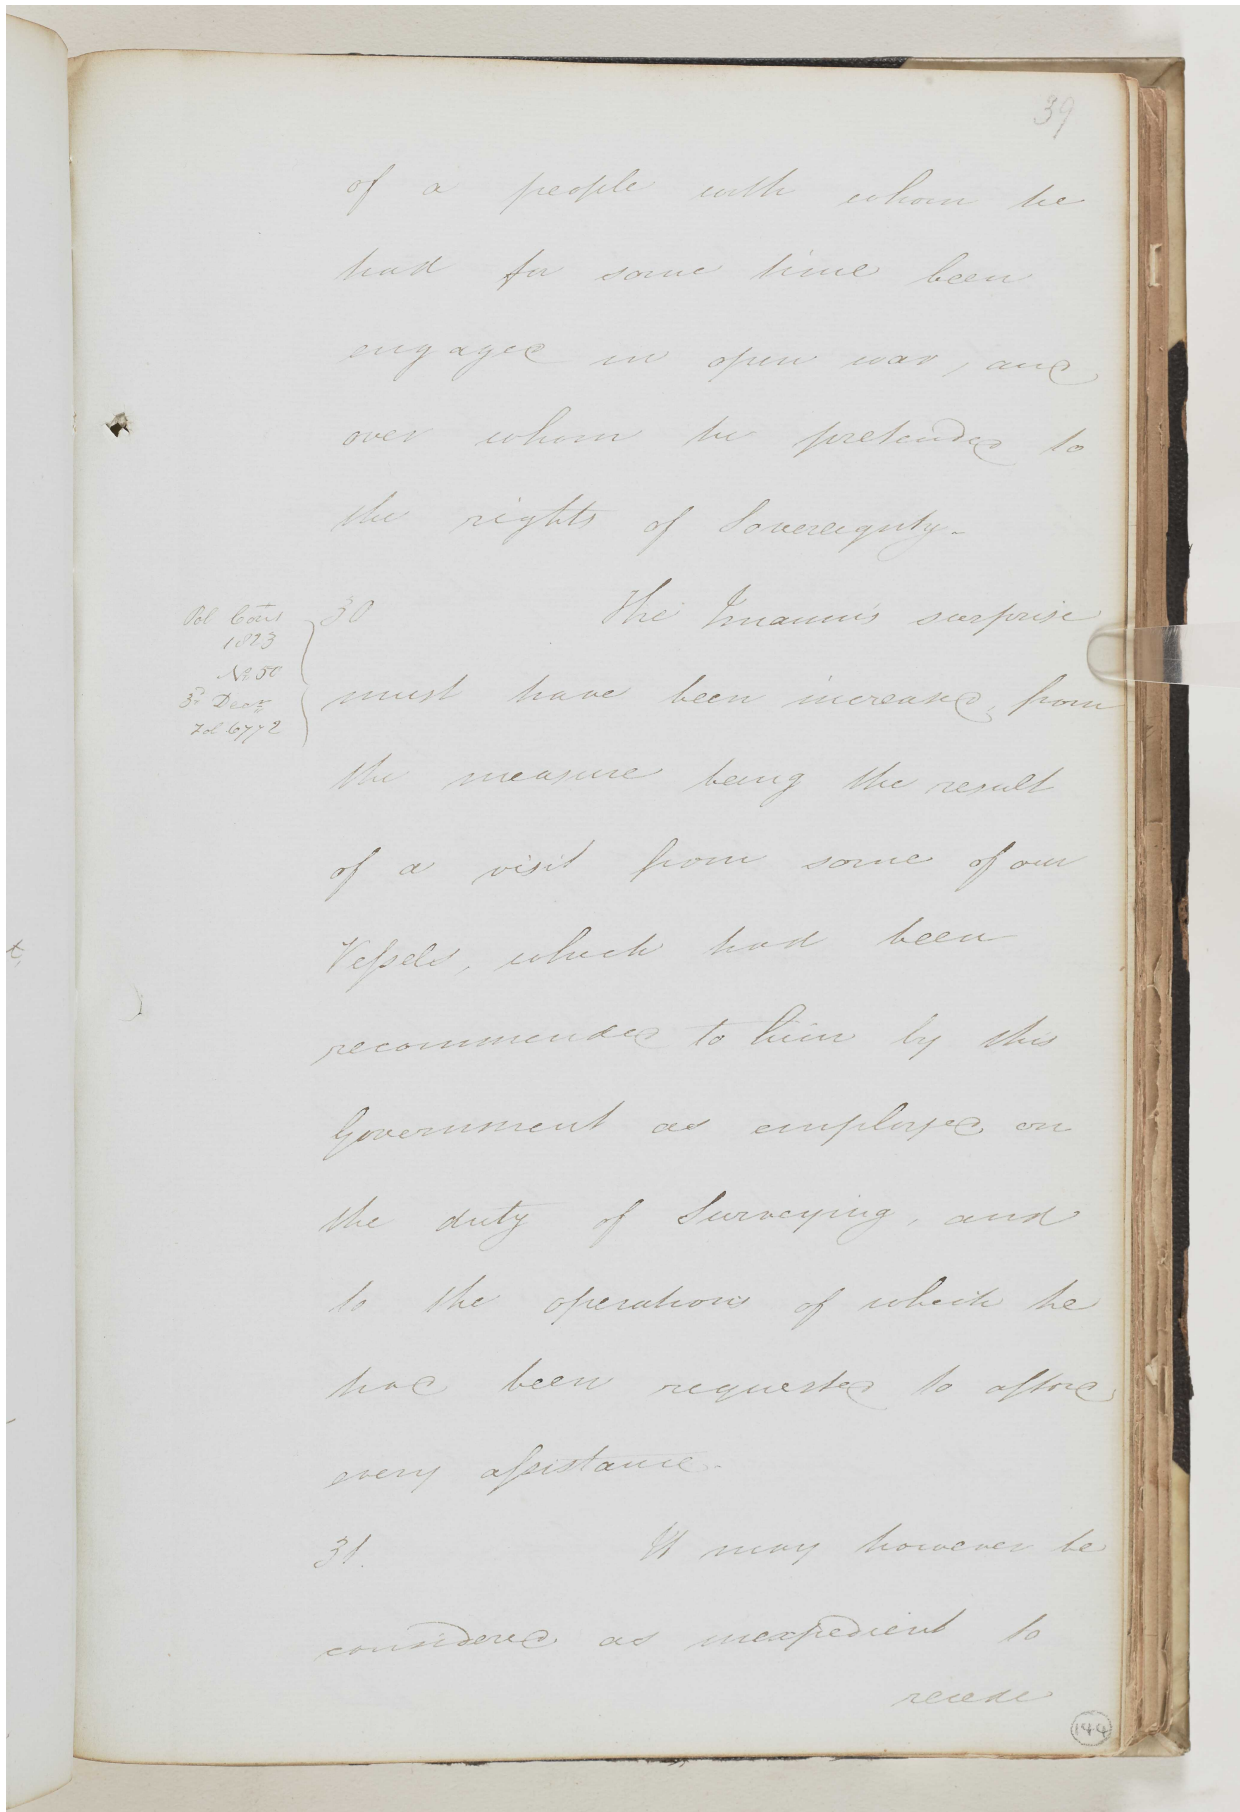 39
of a people with whom he
had for some time been
engaged in open war, and
over whom he pretended to
the rights of Sovereignty.
Pol Cons
1823
No 50
3d Decr
Fol 6772
30 The Imaum's surprise
must have been increased, from
the measure being the result
of a visit from some of our
Vessels, which had been
recommended to him by this
Government as employed on
the duty of Surveying, and
to the operations of which he
had been requested to afford
every assistance.
31. It may however be
considered as inexpedient to
recede
144